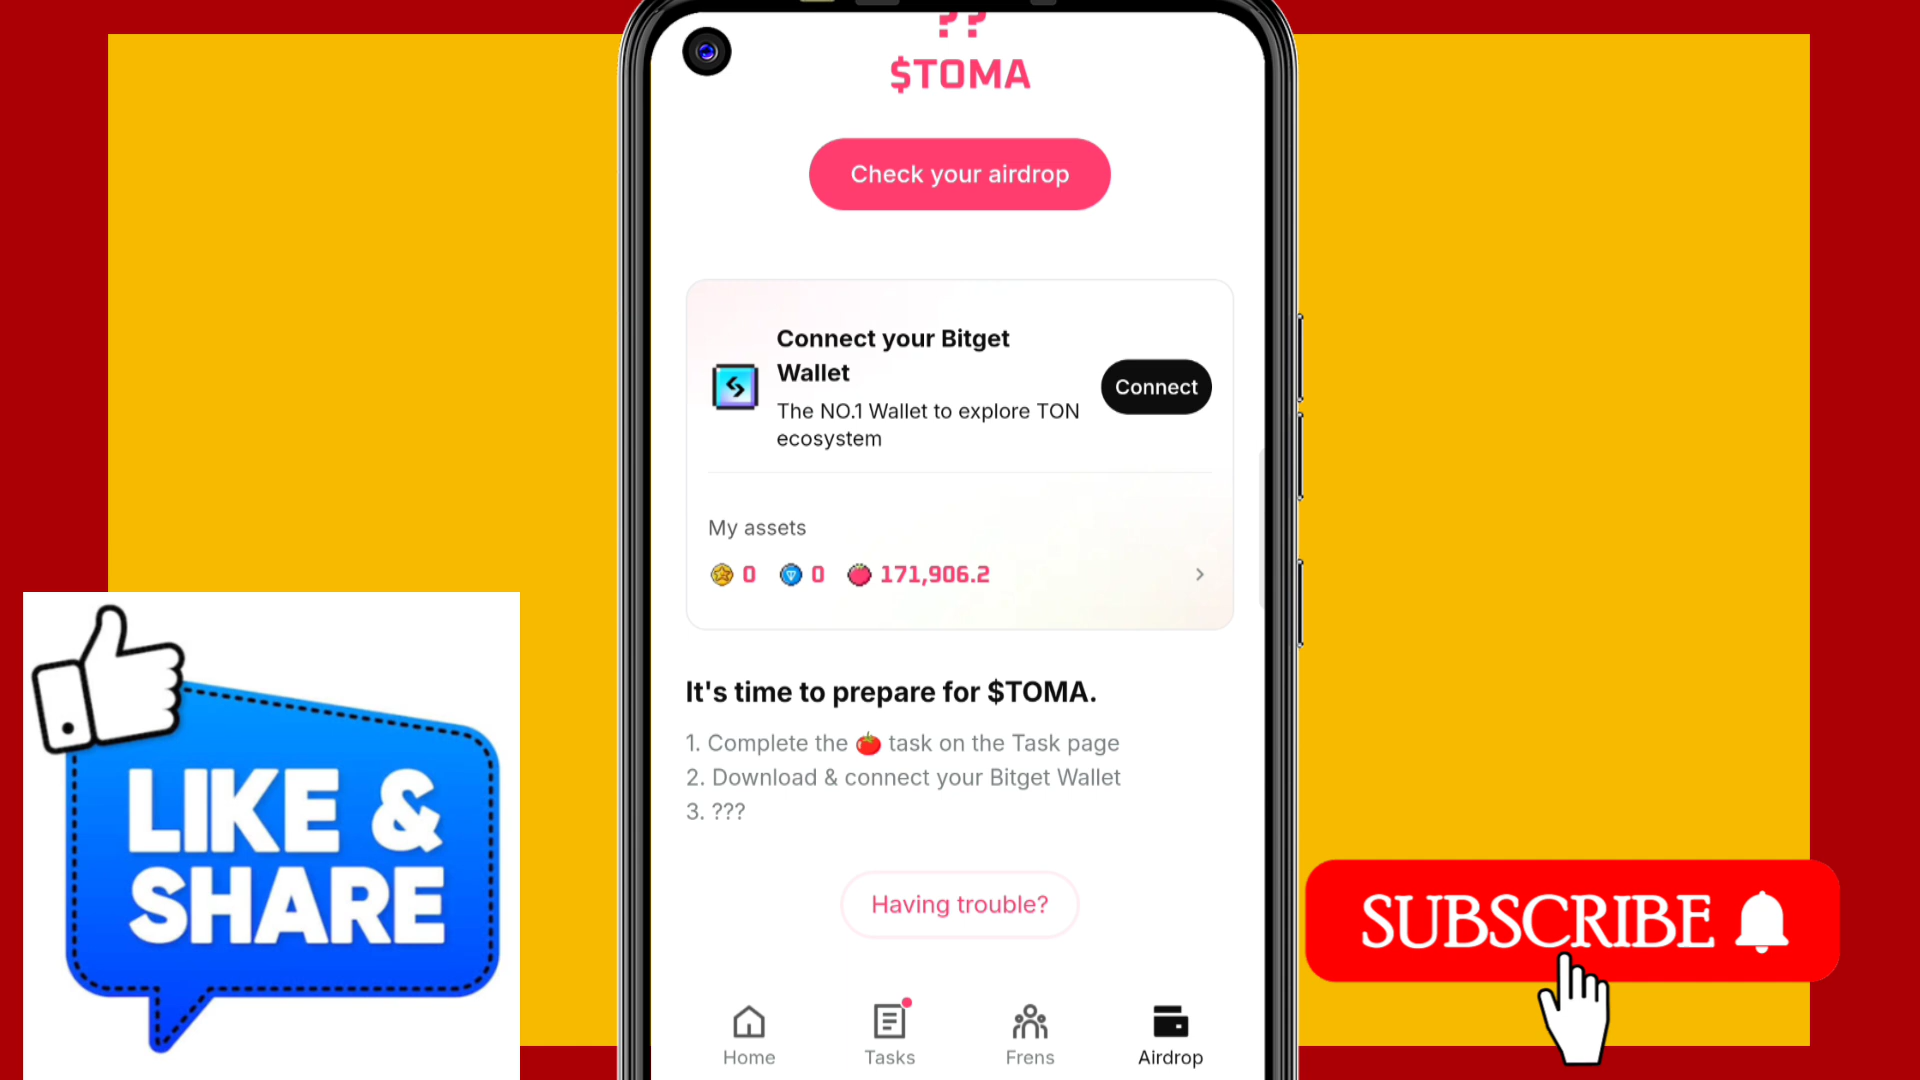 ??
$TOMA
Check your airdrop
Connect your Bitget
Wallet
The NO.1 Wallet to explore TON
ecosystem
Connect
My assets
0 0 171,906.2
It's time to prepare for $TOMA.
1. Complete the 🍅 task on the Task page
2. Download & connect your Bitget Wallet
3. ???
Having trouble?
Home Tasks Frens Airdrop
LIKE &
SHARE
SUBSCRIBE